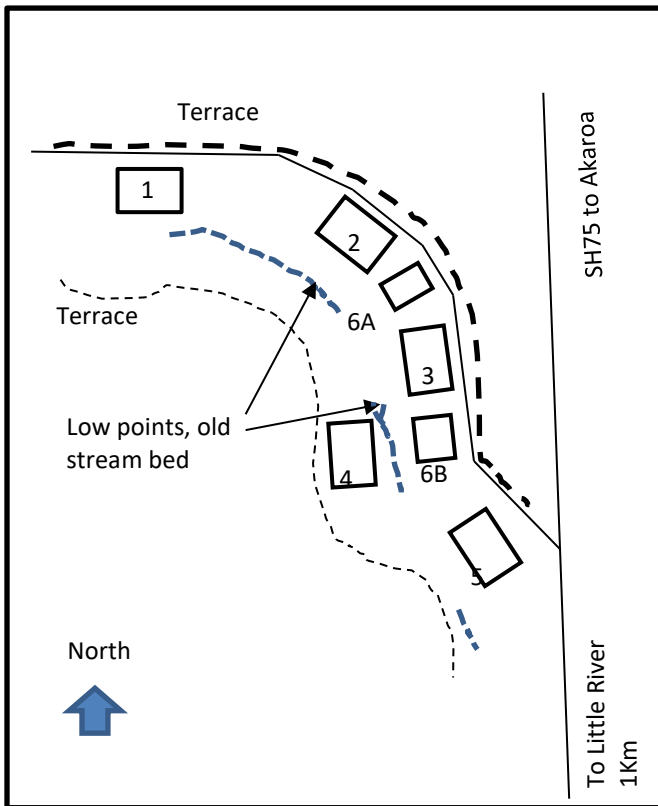 Terrace
SH75 to Akaroa
1
2
6A
3
Terrace
Low points, old
stream bed
4
6B
5
North
To Little River
1Km